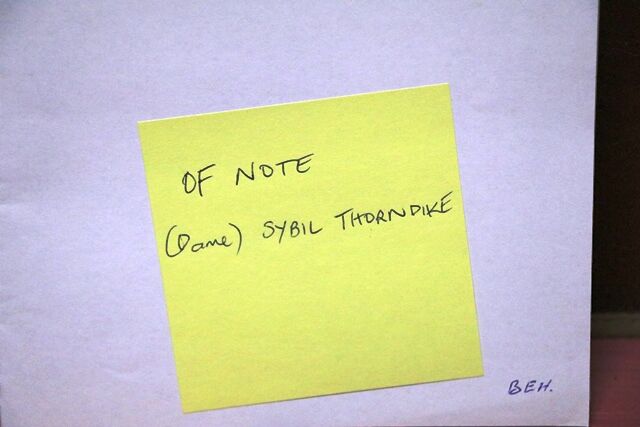 OF NOTE
(Dame) SYBIL THORNDIKE
BEH.